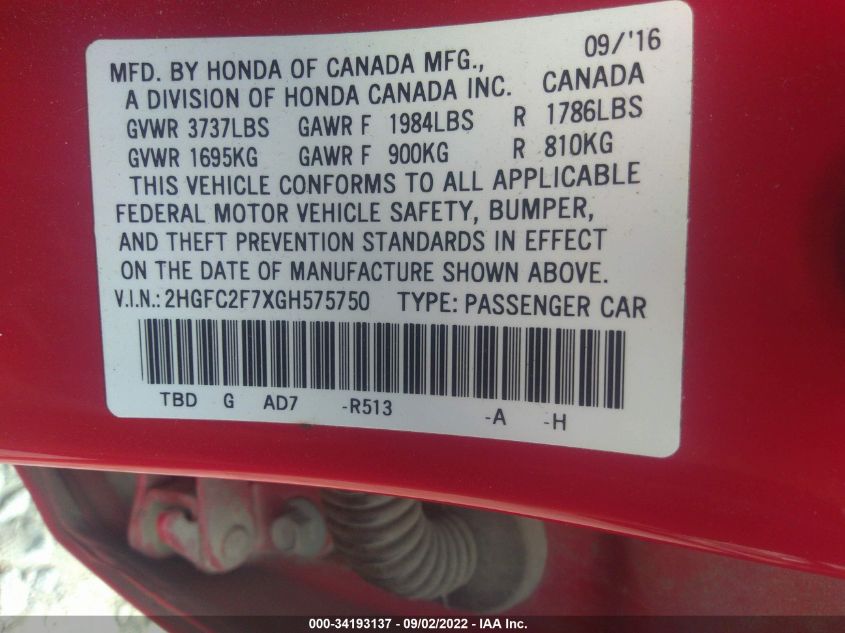 09/'16
MFD. BY HONDA OF CANADA MFG.,
A DIVISION OF HONDA CANADA INC. CANADA
GVWR 3737LBS GAWR F 1984LBS R 1786LBS
GVWR 1695KG GAWR F 900KG R 810KG
THIS VEHICLE CONFORMS TO ALL APPLICABLE
FEDERAL MOTOR VEHICLE SAFETY, BUMPER,
AND THEFT PREVENTION STANDARDS IN EFFECT
ON THE DATE OF MANUFACTURE SHOWN ABOVE.
V.I.N.: 2HGFC2F7XGH575750 TYPE: PASSENGER CAR
TBD G AD7 -R513 -A -H
000-34193137 - 09/02/2022 - IAA Inc.